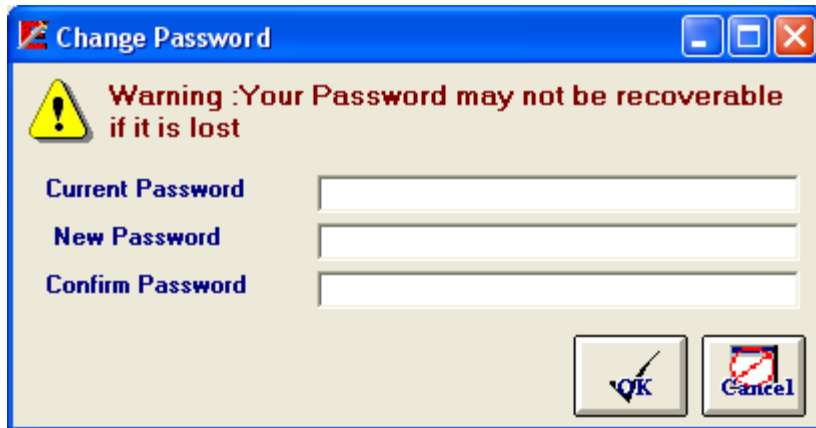 Change Password
Warning :Your Password may not be recoverable
if it is lost
Current Password
New Password
Confirm Password
OK
Cancel